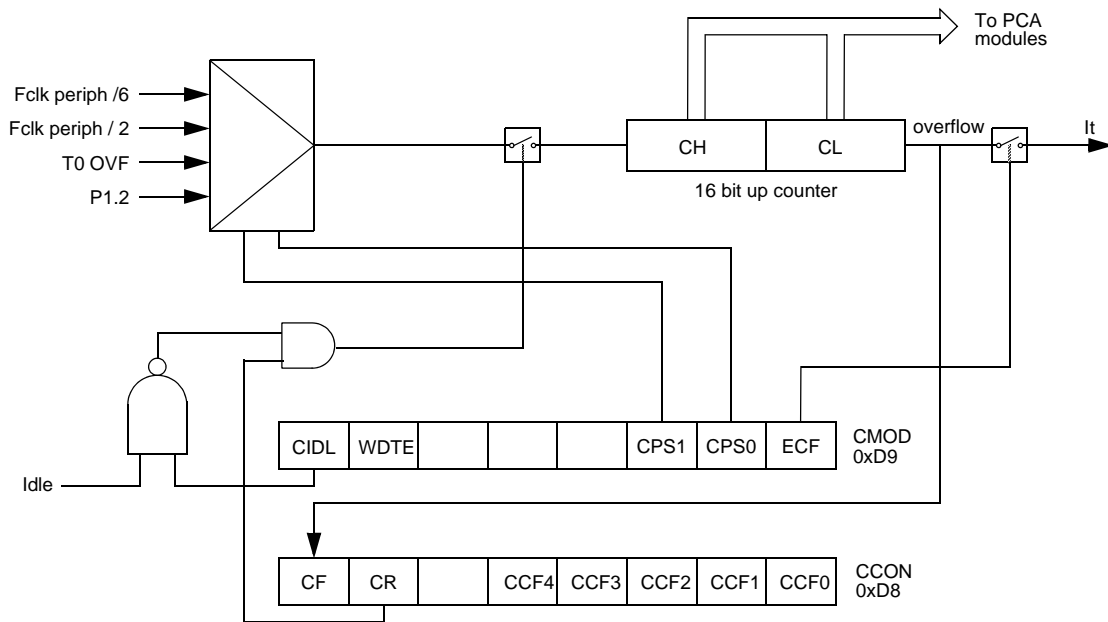 To PCA
modules
Fclk periph /6
Fclk periph / 2
T0 OVF
P1.2
CH
CL
overflow
It
16 bit up counter
CIDL
WDTE
CPS1
CPS0
ECF
CMOD
0xD9
Idle
CF
CR
CCF4
CCF3
CCF2
CCF1
CCF0
CCON
0xD8